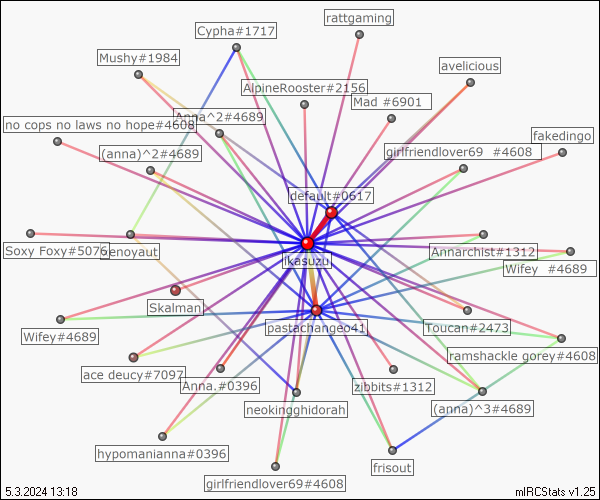 rattgaming
Cypha#1717
Mushy#1984
avelicious
AlpineRooster#2156
Mad #6901
Anna^2#4689
no cops no laws no hope#4608
fakedingo
(anna)^2#4689
girlfriendlover69 #4608
default#0617
Soxy Foxy#5076
Annarchist#1312
Wifey #4689
Skalman
Wifey#4689
pastachangeo41
Toucan#2473
ramshackle gorey#4608
ace deucy#7097
Anna.#0396
zibbits#1312
neokingghidorah
(anna)^3#4689
hypomanianna#0396
frisout
girlfriendlover69#4608
5.3.2024 13:18
mIRCStats v1.25